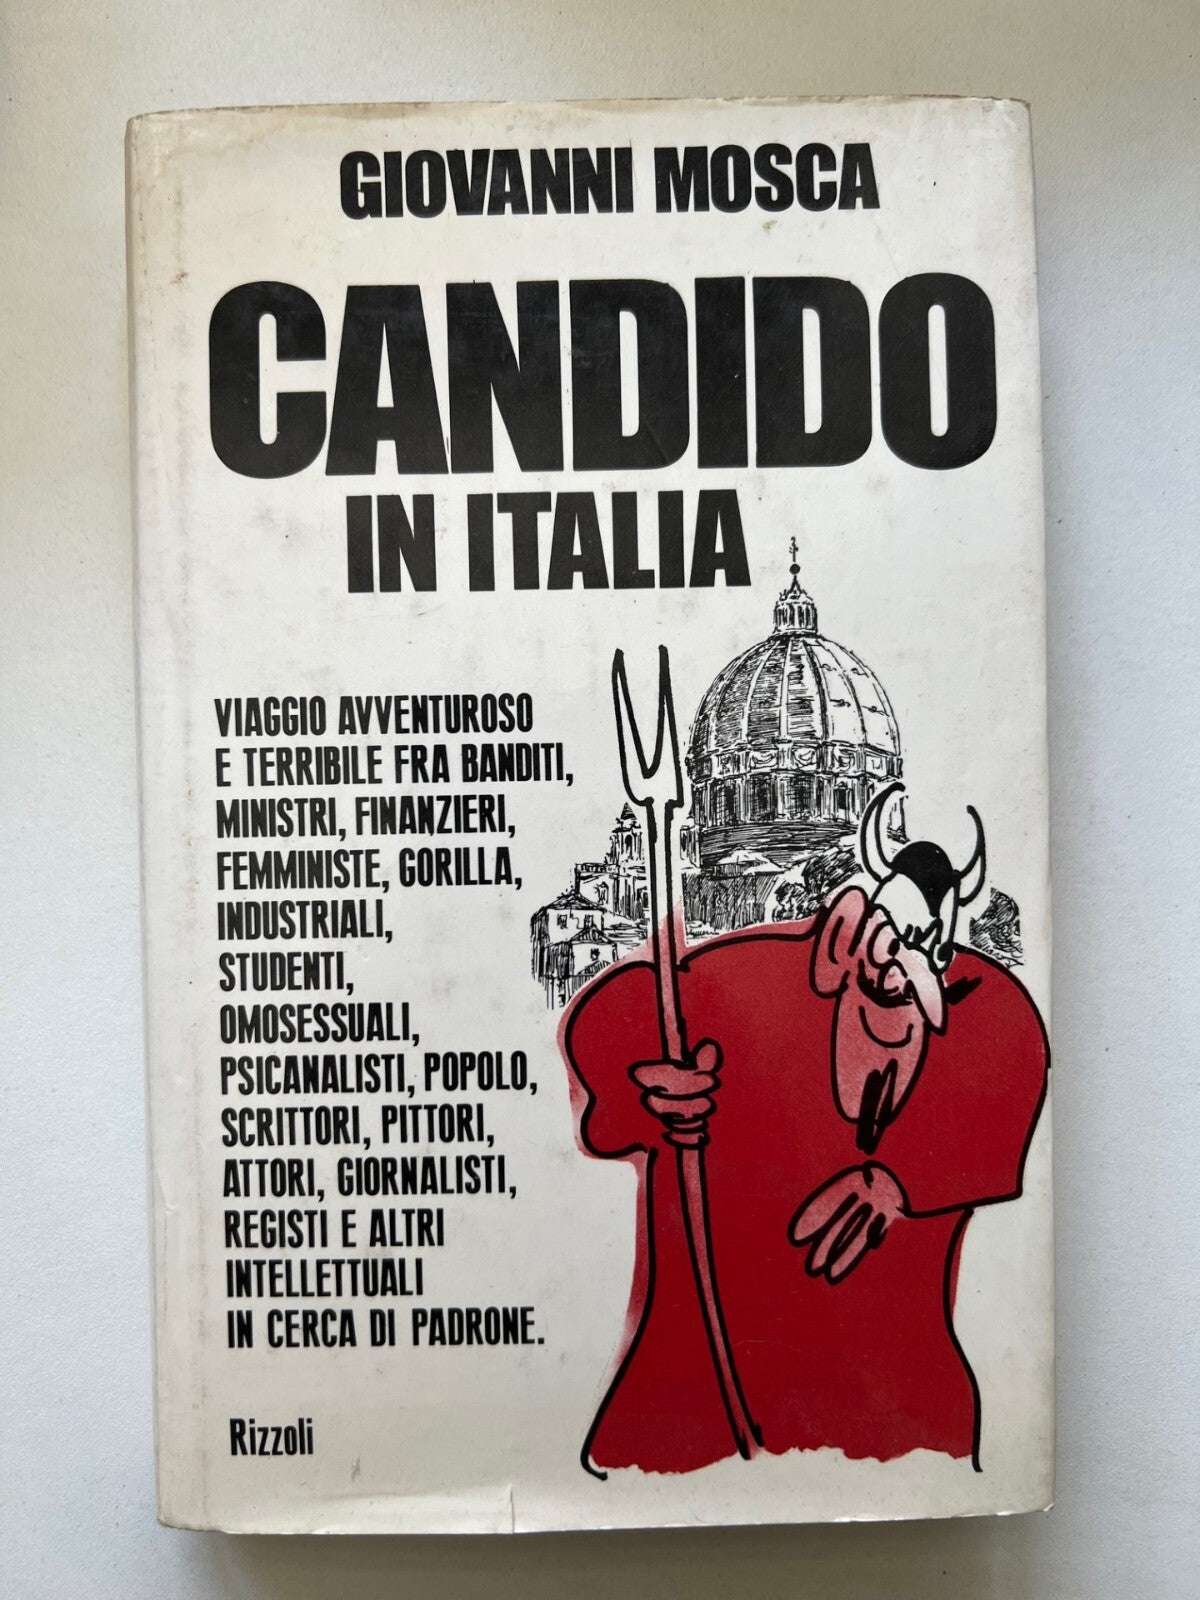 GIOVANNI MOSCA
CANDIDO
IN ITALIA
VIAGGIO AVVENTUROSO
E TERRIBILE FRA BANDITI,
MINISTRI, FINANZIERI,
FEMMINISTE, GORILLA,
INDUSTRIALI,
STUDENTI,
OMOSESSUALI,
PSICANALISTI, POPOLO,
SCRITTORI, PITTORI,
ATTORI, GIORNALISTI,
REGISTI E ALTRI
INTELLETTUALI
IN CERCA DI PADRONE.
Rizzoli